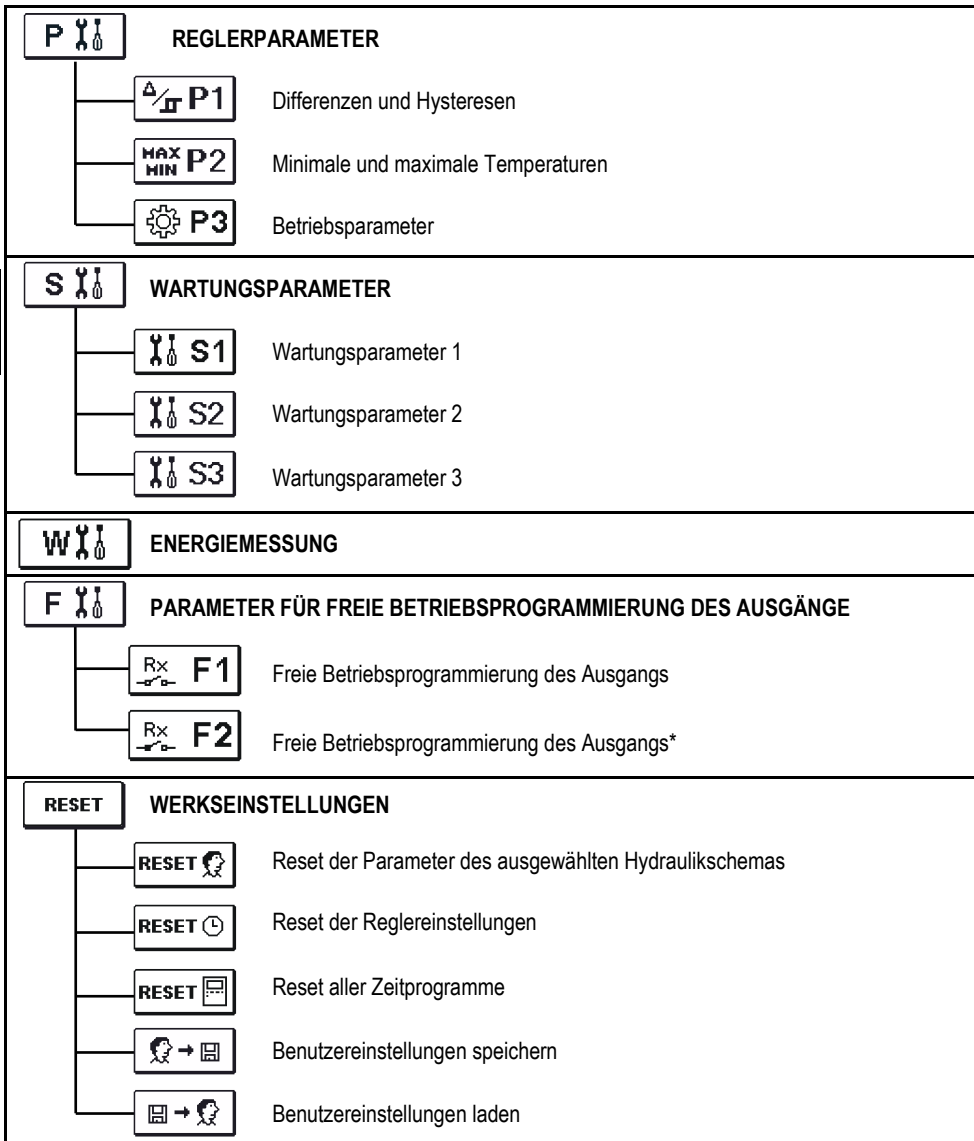 P REGLERPARAMETER
P1 Differenzen und Hysteresen
MAX MIN P2 Minimale und maximale Temperaturen
P3 Betriebsparameter
S WARTUNGSPARAMETER
S1 Wartungsparameter 1
S2 Wartungsparameter 2
S3 Wartungsparameter 3
W ENERGIEMESSUNG
F PARAMETER FÜR FREIE BETRIEBSPROGRAMMIERUNG DES AUSGÄNGE
Rx F1 Freie Betriebsprogrammierung des Ausgangs
Rx F2 Freie Betriebsprogrammierung des Ausgangs*
RESET WERKSEINSTELLUNGEN
RESET Reset der Parameter des ausgewählten Hydraulikschemas
RESET Reset der Reglereinstellungen
RESET Reset aller Zeitprogramme
Benutzereinstellungen speichern
Benutzereinstellungen laden